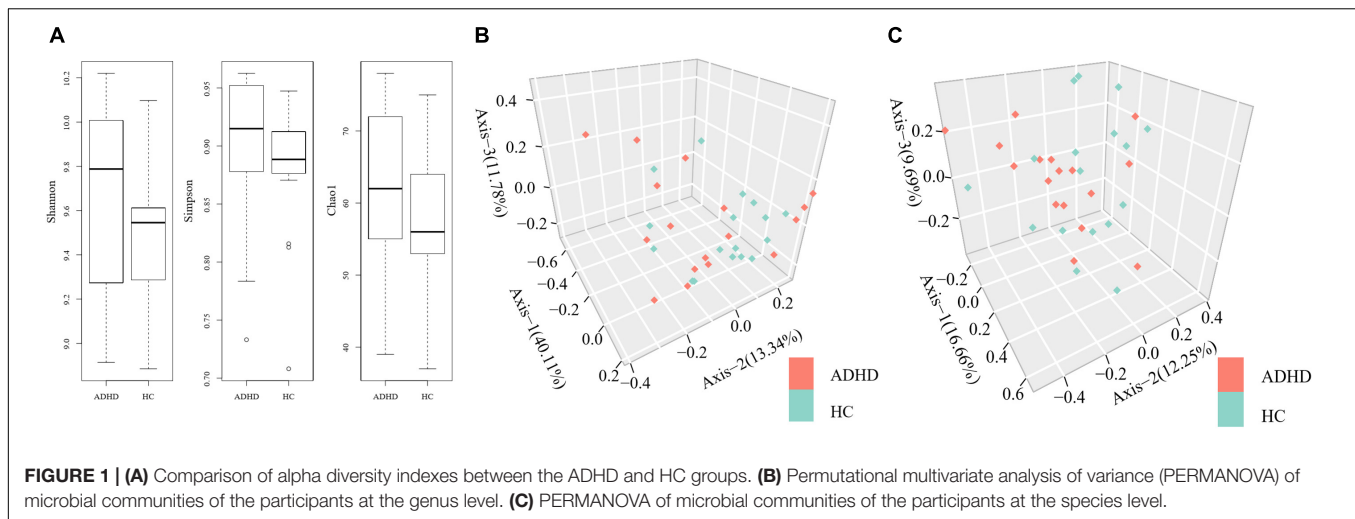 A
B
C
Shannon
10.2
10.0
9.8
9.6
9.4
9.2
9.0
ADHD
HC
Simpson
0.95
0.90
0.85
0.80
0.75
0.70
ADHD
HC
Chao1
70
60
50
40
ADHD
HC
Axis−3(11.78%)
0.4
0.2
0.0
−0.2
Axis−1(40.11%)
−0.6
−0.4
−0.2
0.0
0.2
Axis−2(13.34%)
−0.4
−0.2
0.0
0.2
ADHD
HC
Axis−3(9.69%)
0.2
0.0
−0.2
Axis−1(16.66%)
−0.2
0.0
0.2
0.4
0.6
Axis−2(12.25%)
−0.4
−0.2
0.0
0.2
0.4
ADHD
HC
FIGURE 1 | (A) Comparison of alpha diversity indexes between the ADHD and HC groups. (B) Permutational multivariate analysis of variance (PERMANOVA) of
microbial communities of the participants at the genus level. (C) PERMANOVA of microbial communities of the participants at the species level.